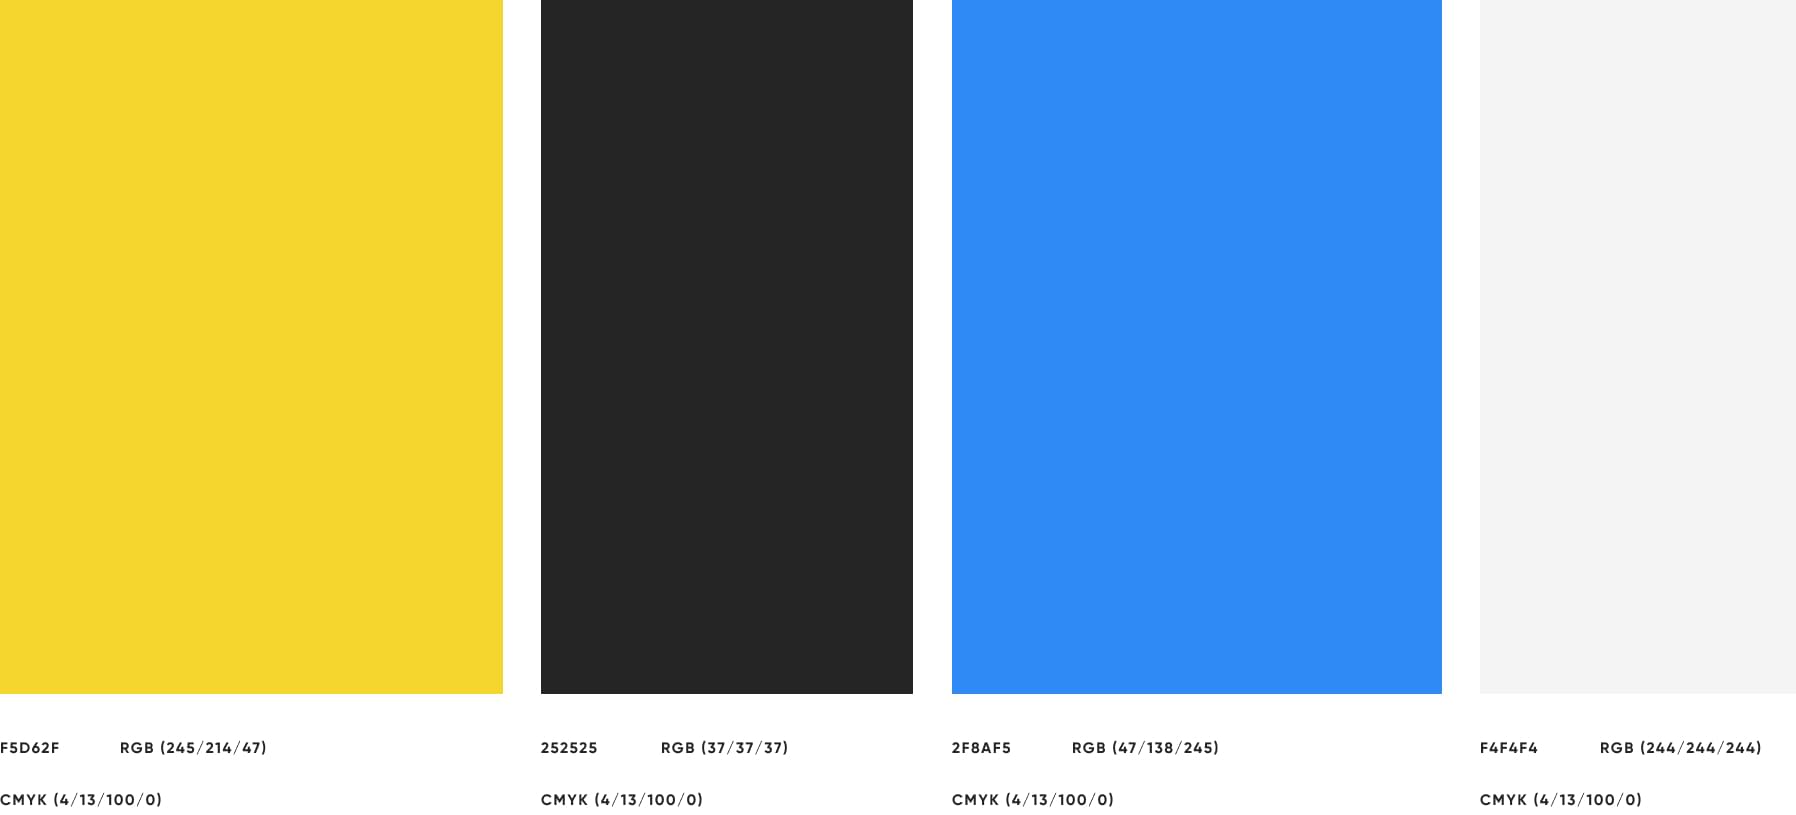 F5D62F RGB (245/214/47)
CMYK (4/13/100/0)
252525 RGB (37/37/37)
CMYK (4/13/100/0)
2F8AF5 RGB (47/138/245)
CMYK (4/13/100/0)
F4F4F4 RGB (244/244/244)
CMYK (4/13/100/0)